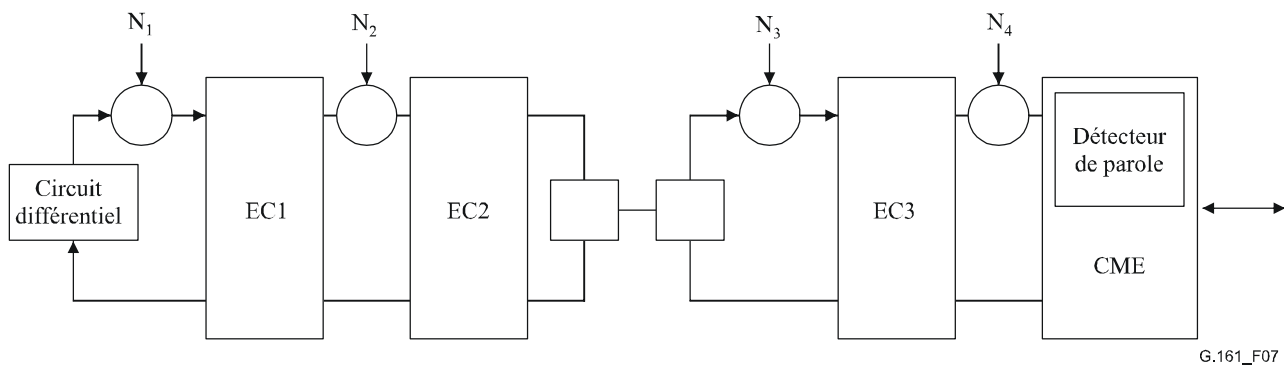 N1
N2
N3
N4
Circuit
différentiel
EC1
EC2
EC3
Détecteur
de parole
CME
G.161_F07